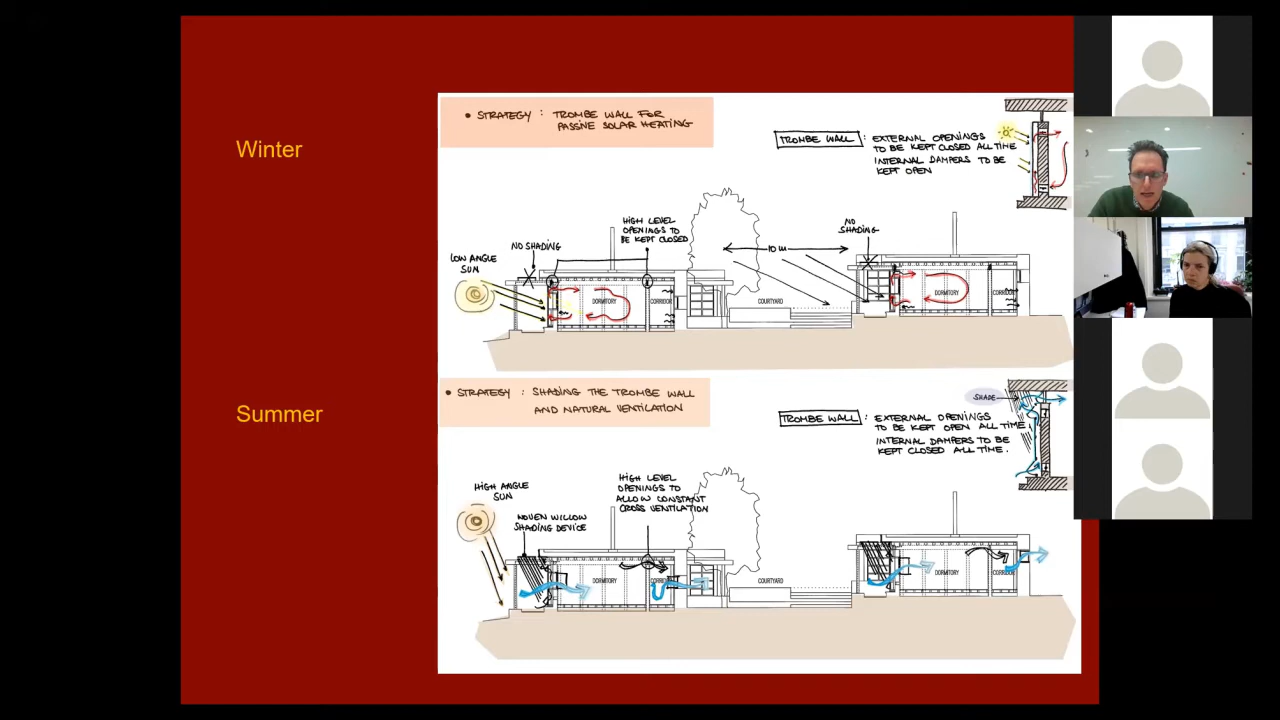 Winter
• STRATEGY : TROMBE WALL FOR
PASSIVE SOLAR HEATING
TROMBE WALL : EXTERNAL OPENINGS
TO BE KEPT CLOSED ALL TIME
INTERNAL DAMPERS TO BE
KEPT OPEN
LOW ANGLE
SUN
NO SHADING
HIGH LEVEL
OPENINGS TO
BE KEPT CLOSED
10 m
NO
SHADING
DORMITORY
CORRIDOR
COURTYARD
DORMITORY
CORRIDOR
Summer
• STRATEGY : SHADING THE TROMBE WALL
AND NATURAL VENTILATION
TROMBE WALL : EXTERNAL OPENINGS
TO BE KEPT OPEN ALL TIME
INTERNAL DAMPERS TO BE
KEPT CLOSED ALL TIME.
SHADE
HIGH ANGLE
SUN
WOVEN WILLOW
SHADING DEVICE
HIGH LEVEL
OPENINGS TO
ALLOW CONSTANT
CROSS VENTILATION
DORMITORY
CORRIDOR
COURTYARD
DORMITORY
CORRIDOR